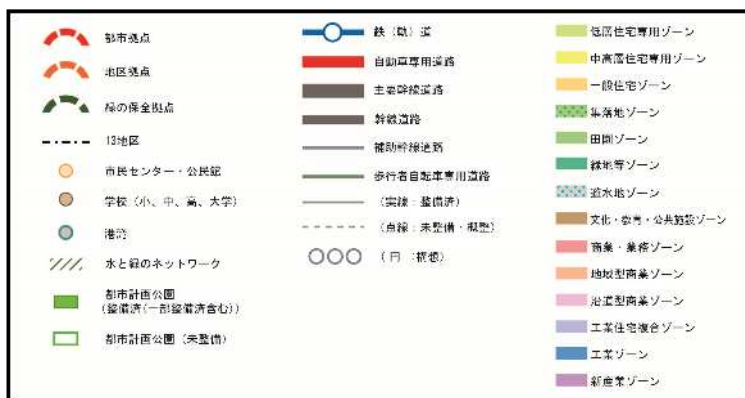 都市拠点
地区拠点
緑の保全拠点
13地区
市民センター・公民館
学校(小、中、高、大学)
港湾
水と緑のネットワーク
都市計画公園
(整備済(一部整備済含む))
都市計画公園(未整備)
鉄(軌)道
自動車専用道路
主要幹線道路
幹線道路
補助幹線道路
歩行者自転車専用道路
(実線:整備済)
(点線:未整備・概整)
(円:構想)
低層住宅専用ゾーン
中高層住宅専用ゾーン
一般住宅ゾーン
集落地ゾーン
田園ゾーン
緑地等ゾーン
遊水地ゾーン
文化・教育・公共施設ゾーン
商業・業務ゾーン
地域型商業ゾーン
沿道型商業ゾーン
工業住宅複合ゾーン
工業ゾーン
新産業ゾーン